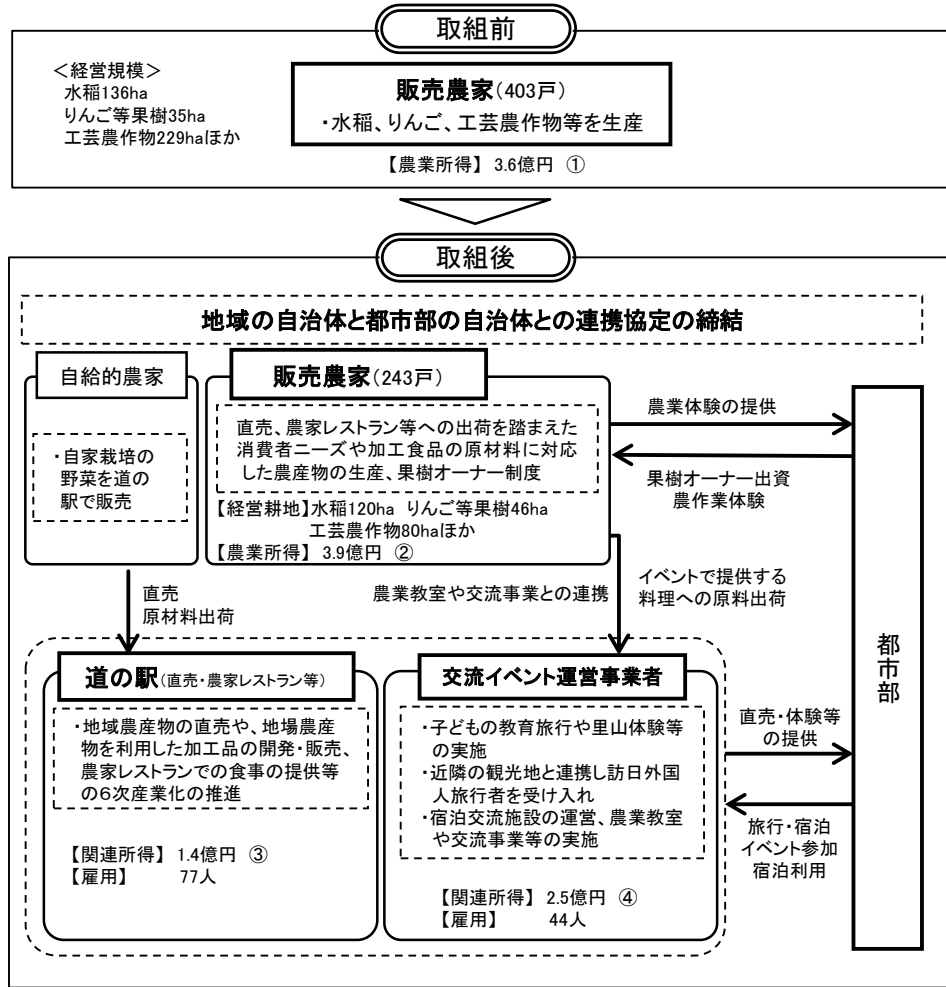 取組前
＜経営規模＞
水稲136ha
りんご等果樹35ha
工芸農作物229haほか
販売農家(403戸)
・水稲、りんご、工芸農作物等を生産
【農業所得】 3.6億円 ①
取組後
地域の自治体と都市部の自治体との連携協定の締結
自給的農家
・自家栽培の
野菜を道の
駅で販売
販売農家(243戸)
直売、農家レストラン等への出荷を踏まえた
消費者ニーズや加工食品の原材料に対応
した農産物の生産、果樹オーナー制度
【経営耕地】水稲120ha りんご等果樹46ha
工芸農作物80haほか
【農業所得】 3.9億円 ②
農業体験の提供
果樹オーナー出資
農作業体験
直売
原材料出荷
農業教室や交流事業との連携
イベントで提供する
料理への原料出荷
都市部
道の駅(直売・農家レストラン等)
・地域農産物の直売や、地場農産
物を利用した加工品の開発・販売、
農家レストランでの食事の提供等
の６次産業化の推進
【関連所得】 1.4億円 ③
【雇用】 77人
交流イベント運営事業者
・子どもの教育旅行や里山体験等
の実施
・近隣の観光地と連携し訪日外国
人旅行者を受け入れ
・宿泊交流施設の運営、農業教室
や交流事業等の実施
【関連所得】 2.5億円 ④
【雇用】 44人
直売・体験等
の提供
旅行・宿泊
イベント参加
宿泊利用